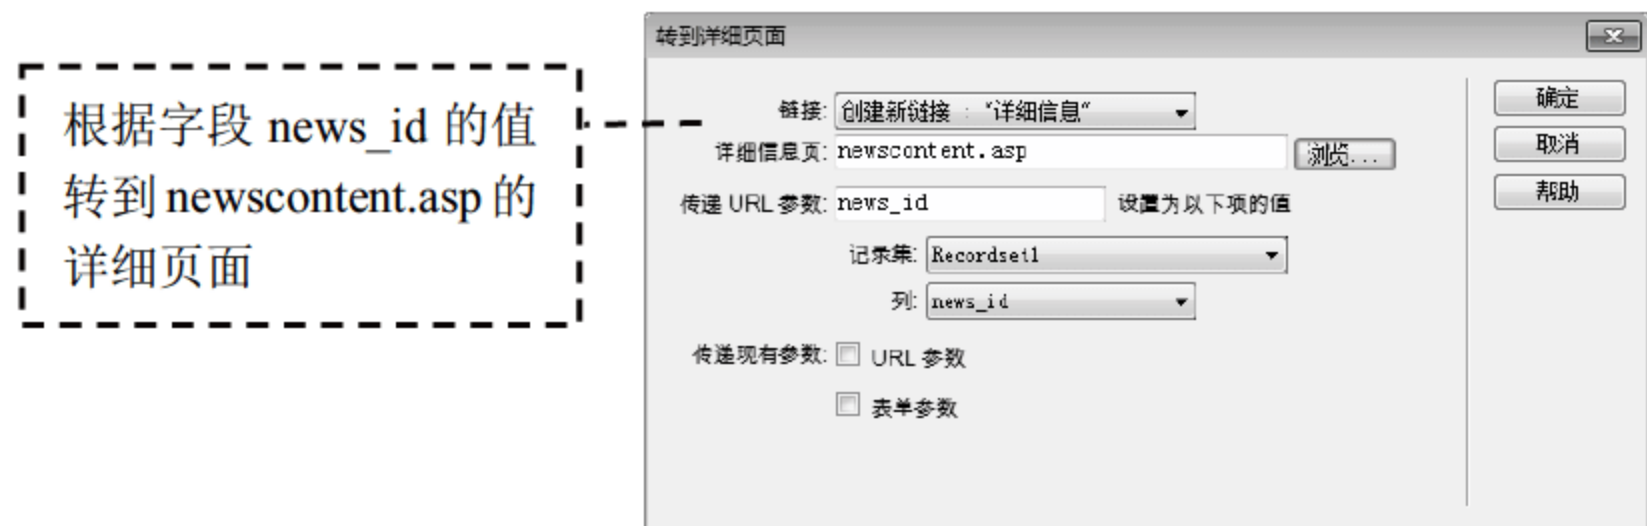 根据字段 news_id 的值
转到 newscontent.asp 的
详细页面
转到详细页面
链接: 创建新链接 : "详细信息"
确定
详细信息页: newscontent.asp 浏览...
取消
传递 URL 参数: news_id 设置为以下项的值
帮助
记录集: Recordset1
列: news_id
传递现有参数: URL 参数
表单参数